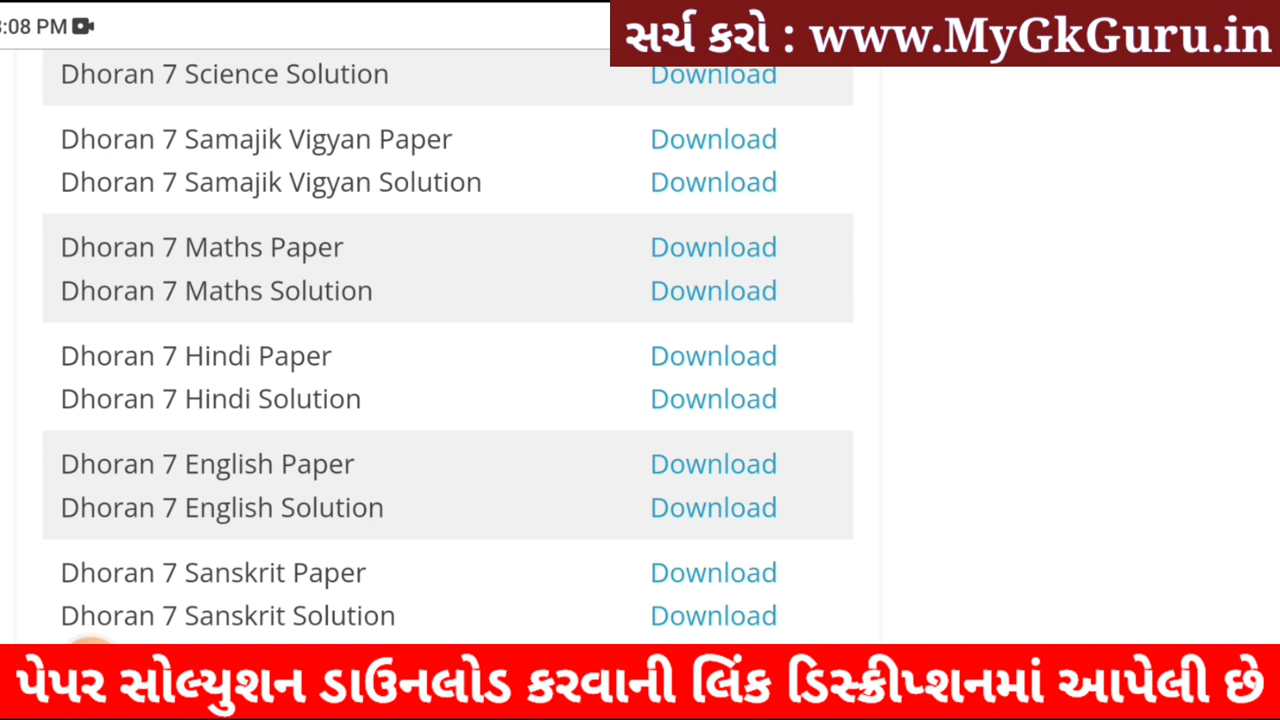 :08 PM
સર્ચ કરો : www.MyGkGuru.in
Dhoran 7 Science Solution Download
Dhoran 7 Samajik Vigyan Paper Download
Dhoran 7 Samajik Vigyan Solution Download
Dhoran 7 Maths Paper Download
Dhoran 7 Maths Solution Download
Dhoran 7 Hindi Paper Download
Dhoran 7 Hindi Solution Download
Dhoran 7 English Paper Download
Dhoran 7 English Solution Download
Dhoran 7 Sanskrit Paper Download
Dhoran 7 Sanskrit Solution Download
પેપર સોલ્યુશન ડાઉનલોડ કરવાની લિંક ડિસ્ક્રીપ્શનમાં આપેલી છે